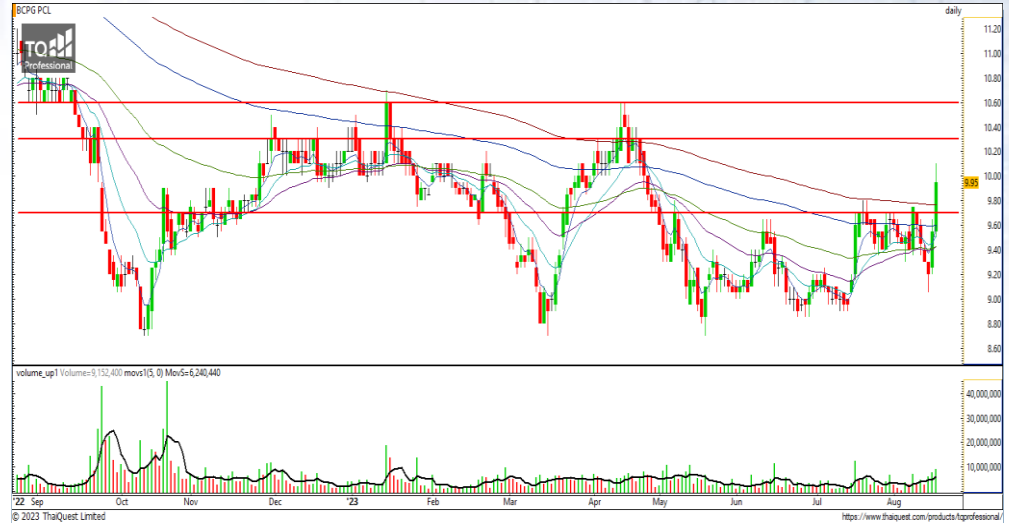 BCPG PCL
daily
TQ
Professional
11.20
11.00
10.80
10.60
10.40
10.20
10.00
9.95
9.80
9.60
9.40
9.20
9.00
8.80
8.60
volume_up1 Volume=9,152,400 movs1(5, 0) MovS=6,240,440
40,000,000
30,000,000
20,000,000
10,000,000
'22 Sep Oct Nov Dec '23 Feb Mar Apr May Jun Jul Aug
© 2023 ThaiQuest Limited
https://www.thaiquest.com/products/tqprofessional/